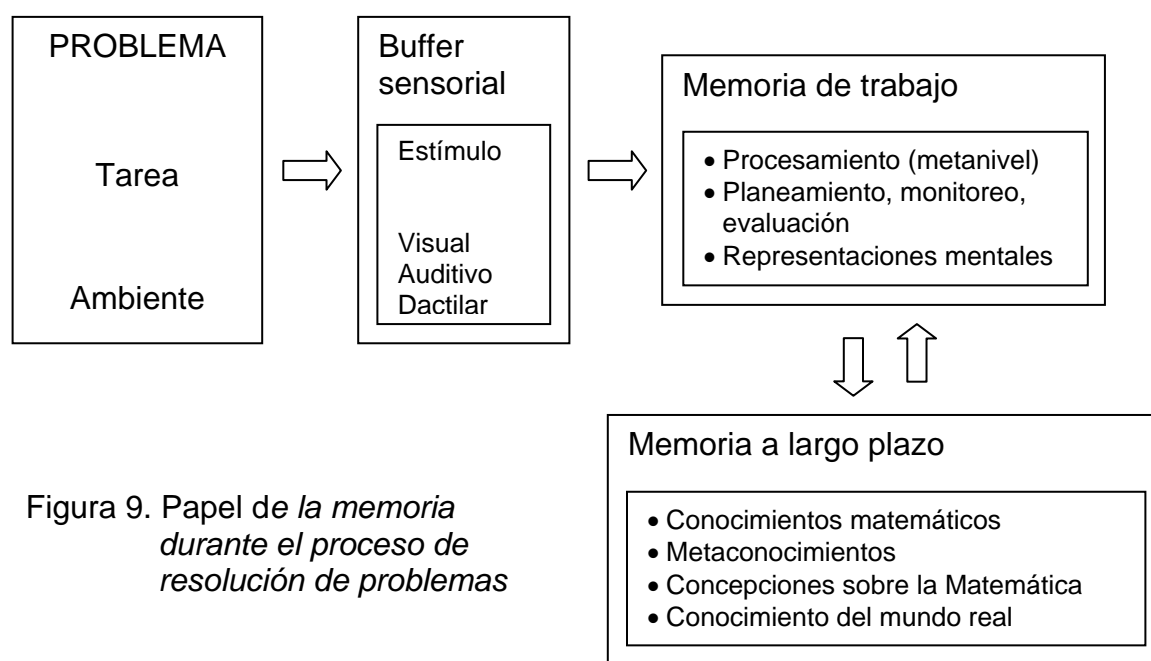 PROBLEMA
Tarea
Ambiente
Buffer
sensorial
Estímulo
Visual
Auditivo
Dactilar
Memoria de trabajo
• Procesamiento (metanivel)
• Planeamiento, monitoreo,
evaluación
• Representaciones mentales
Memoria a largo plazo
• Conocimientos matemáticos
• Metaconocimientos
• Concepciones sobre la Matemática
• Conocimiento del mundo real
Figura 9. Papel de la memoria
durante el proceso de
resolución de problemas